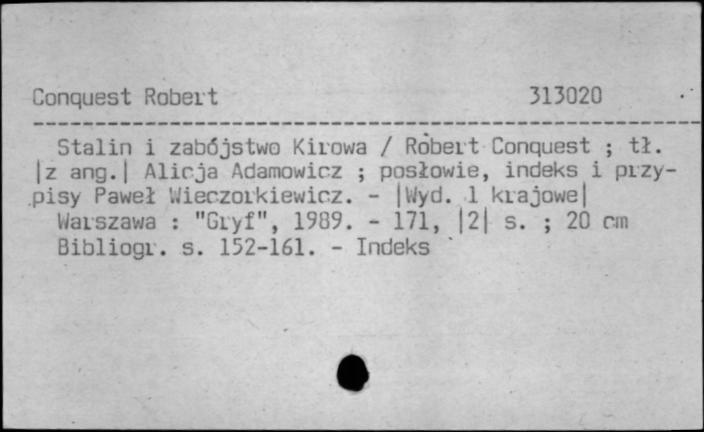 Conquest Robert 313020
Stalin i zabójstwo Kirowa / Robert Conquest ; tł.
|z ang.| Alicja Adamowicz ; posłowie, indeks i przy-
pisy Paweł Wieczorkiewicz. - |Wyd. 1 krajowe|
Warszawa : "Gryf", 1989. - 171, |2| s. ; 20 cm
Bibliogr. s. 152-161. - Indeks